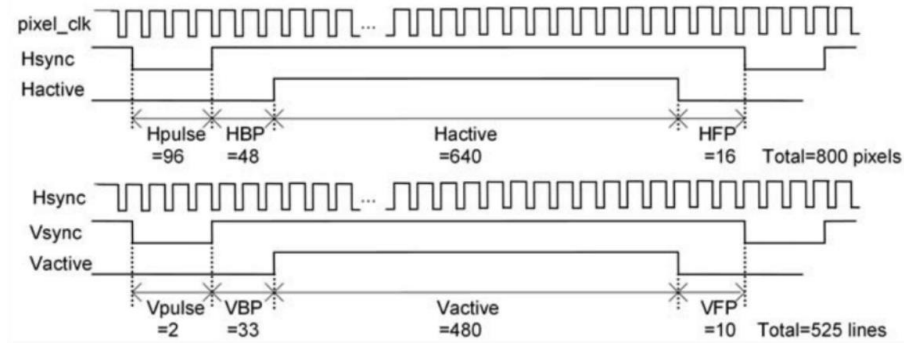 pixel_clk
...
Hsync
Hactive
Hpulse HBP Hactive HFP
=96 =48 =640 =16 Total=800 pixels
Hsync
...
Vsync
Vactive
Vpulse VBP Vactive VFP
=2 =33 =480 =10 Total=525 lines